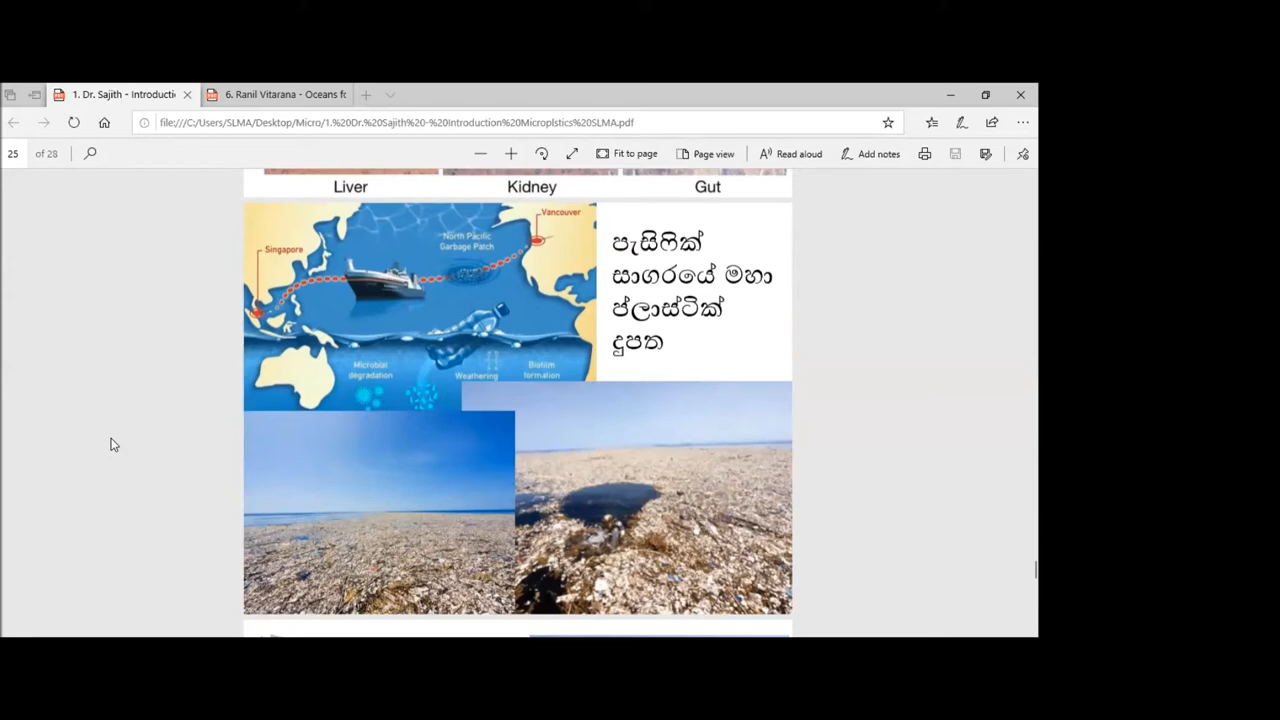 1. Dr. Sajith - Introducti
6. Ranil Vitarana - Oceans fo
file:///C:/Users/SLMA/Desktop/Micro/1.%20Dr.%20Sajith%20-%20Introduction%20Microplstics%20SLMA.pdf
25 of 28
Fit to page
Page view
Read aloud
Add notes
Liver Kidney Gut
Vancouver
Singapore
North Pacific
Garbage Patch
පැසිෆික්
සාගරයේ මහා
ප්ලාස්ටික්
දූපත
Microbial
degradation
Weathering
Biofilm
formation